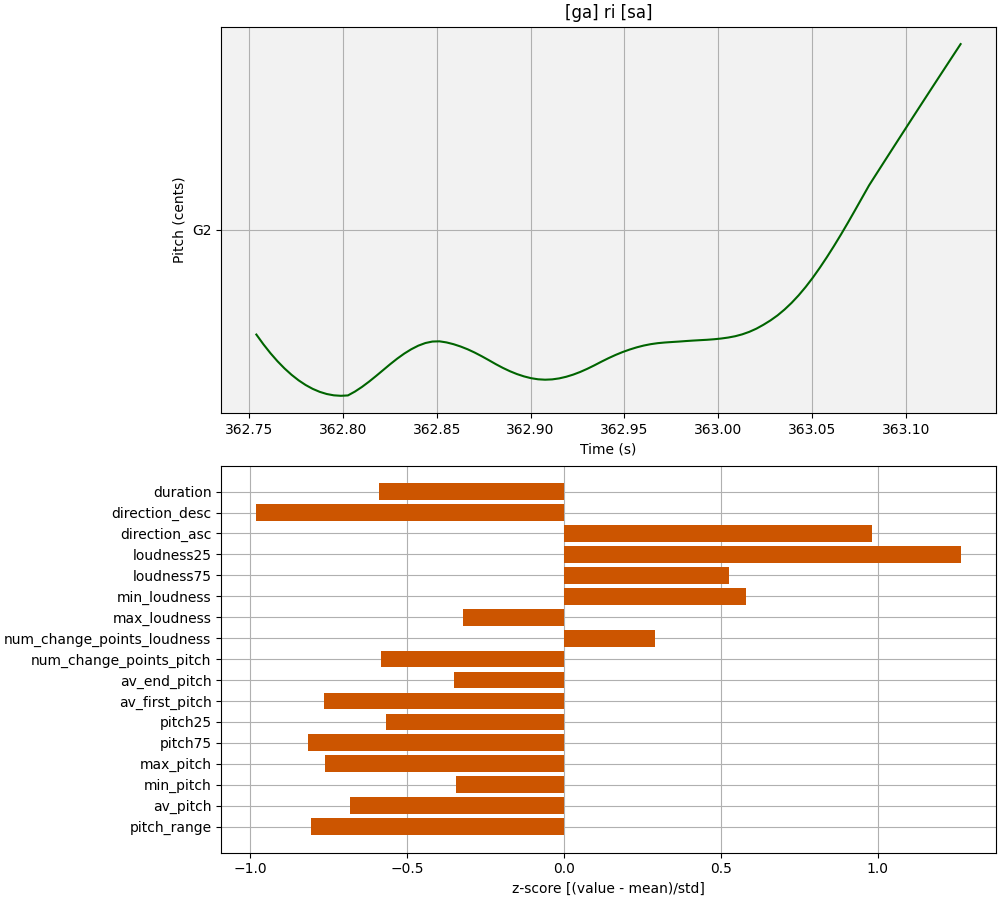 [ga] ri [sa]
Pitch (cents)
G2
362.75 362.80 362.85 362.90 362.95 363.00 363.05 363.10
Time (s)
duration
direction_desc
direction_asc
loudness25
loudness75
min_loudness
max_loudness
num_change_points_loudness
num_change_points_pitch
av_end_pitch
av_first_pitch
pitch25
pitch75
max_pitch
min_pitch
av_pitch
pitch_range
−1.0 −0.5 0.0 0.5 1.0
z-score [(value - mean)/std]